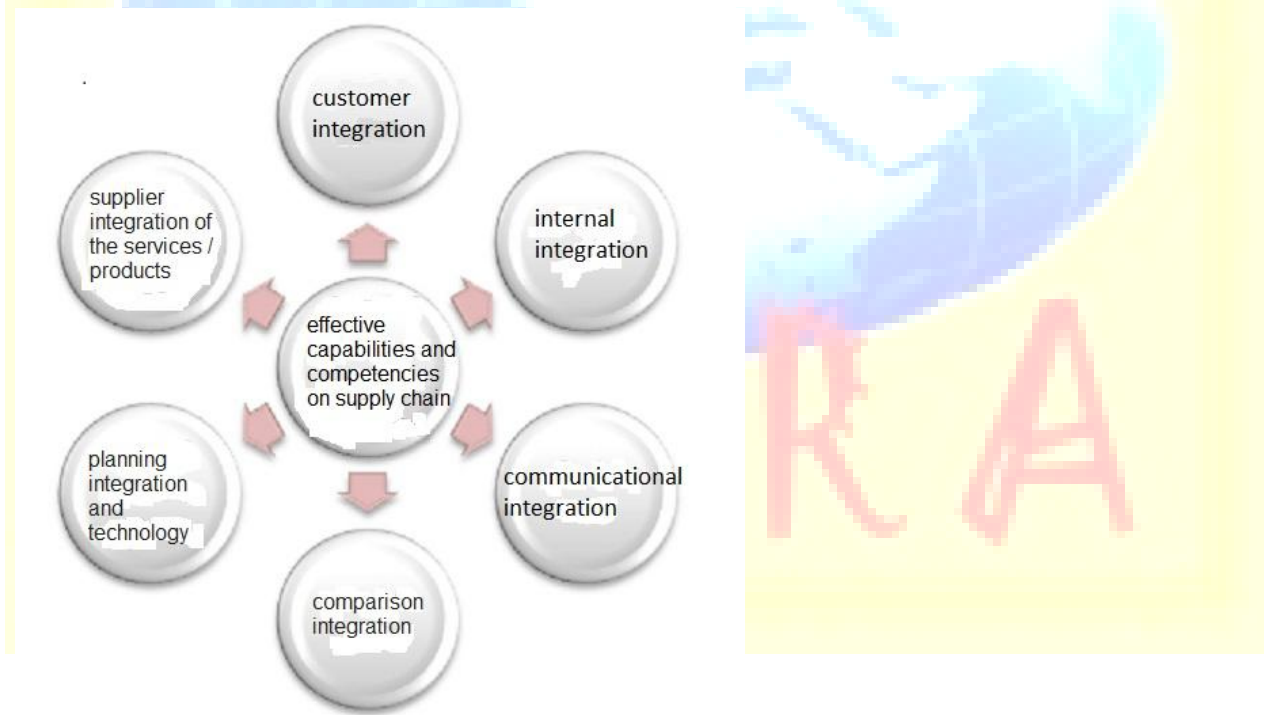 customer
integration
supplier
integration of
the services /
products
internal
integration
effective
capabilities and
competencies
on supply chain
planning
integration
and
technology
communicational
integration
comparison
integration
R A